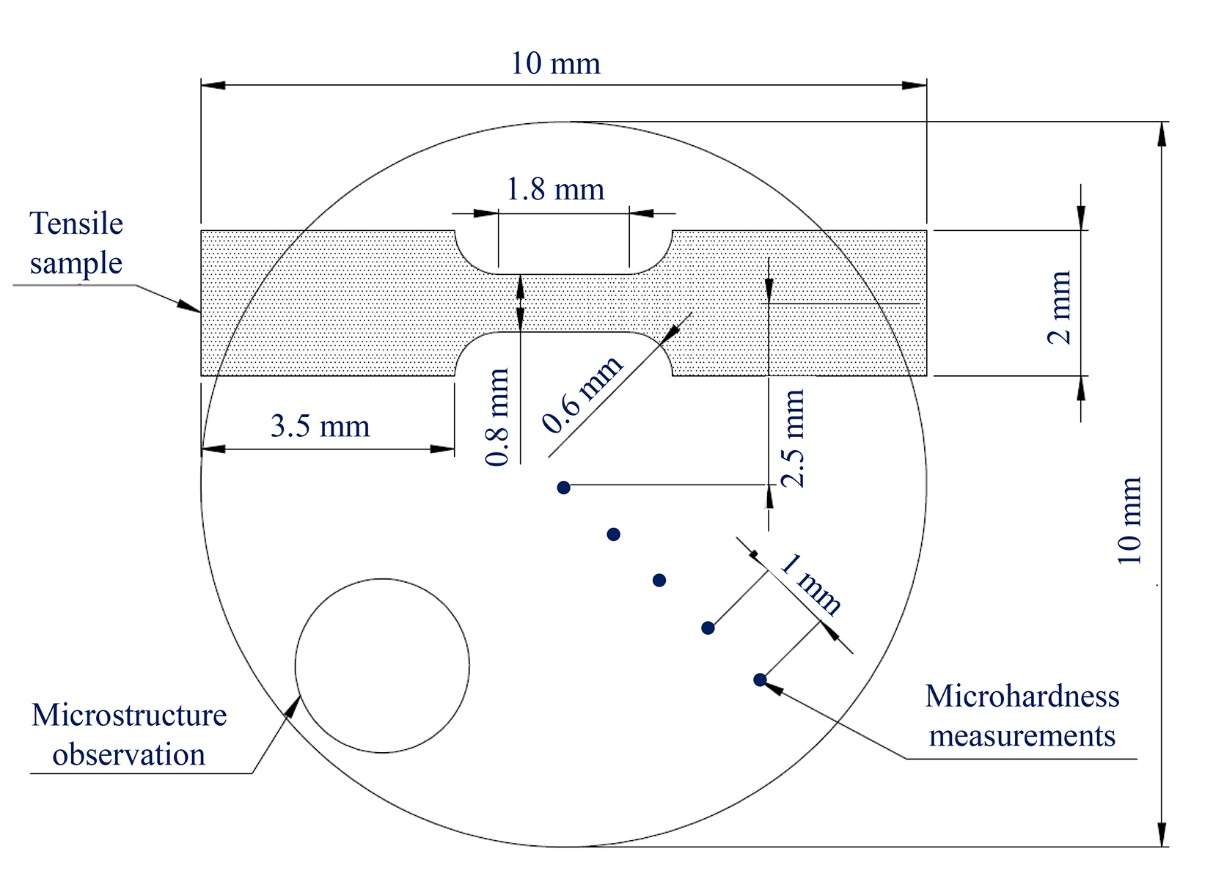 10 mm
1.8 mm
Tensile
sample
2 mm
3.5 mm
0.8 mm
0.6 mm
2.5 mm
10 mm
1 mm
Microstructure
observation
Microhardness
measurements